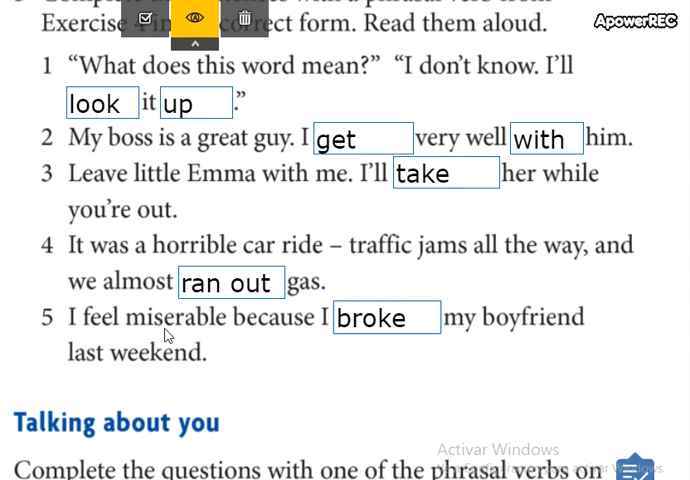 ApowerREC
Exercise 4 in correct form. Read them aloud.
1 “What does this word mean?” “I don’t know. I’ll
look it up.”
2 My boss is a great guy. I get very well with him.
3 Leave little Emma with me. I’ll take her while
you’re out.
4 It was a horrible car ride – traffic jams all the way, and
we almost ran out gas.
5 I feel miserable because I broke my boyfriend
last weekend.
Talking about you
Activar Windows
Complete the questions with one of the phrasal verbs on